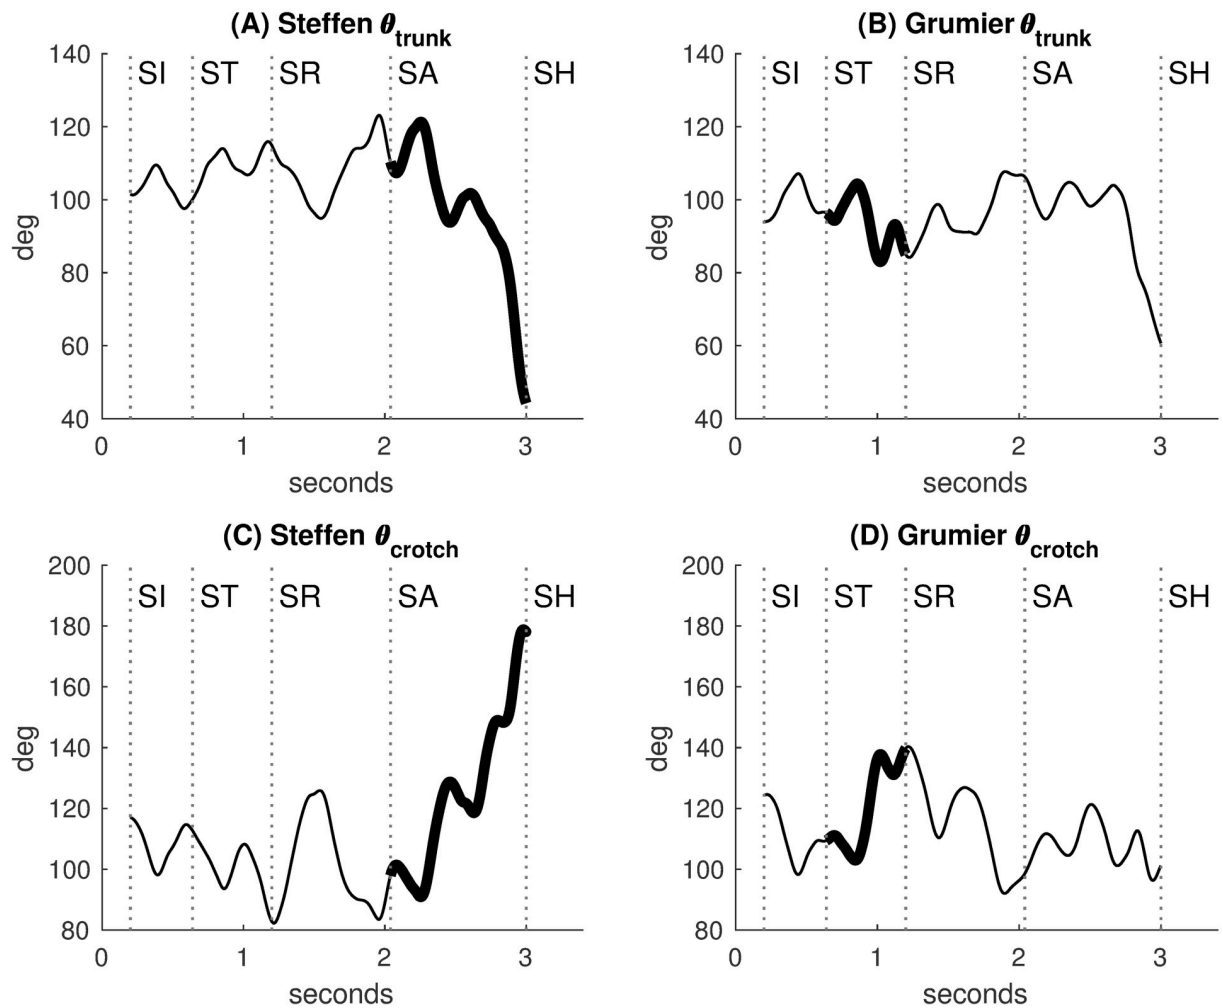 (A) Steffen θtrunk
140
120
100
80
60
40
deg
SI ST SR SA SH
0 1 2 3
seconds
(B) Grumier θtrunk
140
120
100
80
60
40
deg
SI ST SR SA SH
0 1 2 3
seconds
(C) Steffen θcrotch
200
180
160
140
120
100
80
deg
SI ST SR SA SH
0 1 2 3
seconds
(D) Grumier θcrotch
200
180
160
140
120
100
80
deg
SI ST SR SA SH
0 1 2 3
seconds